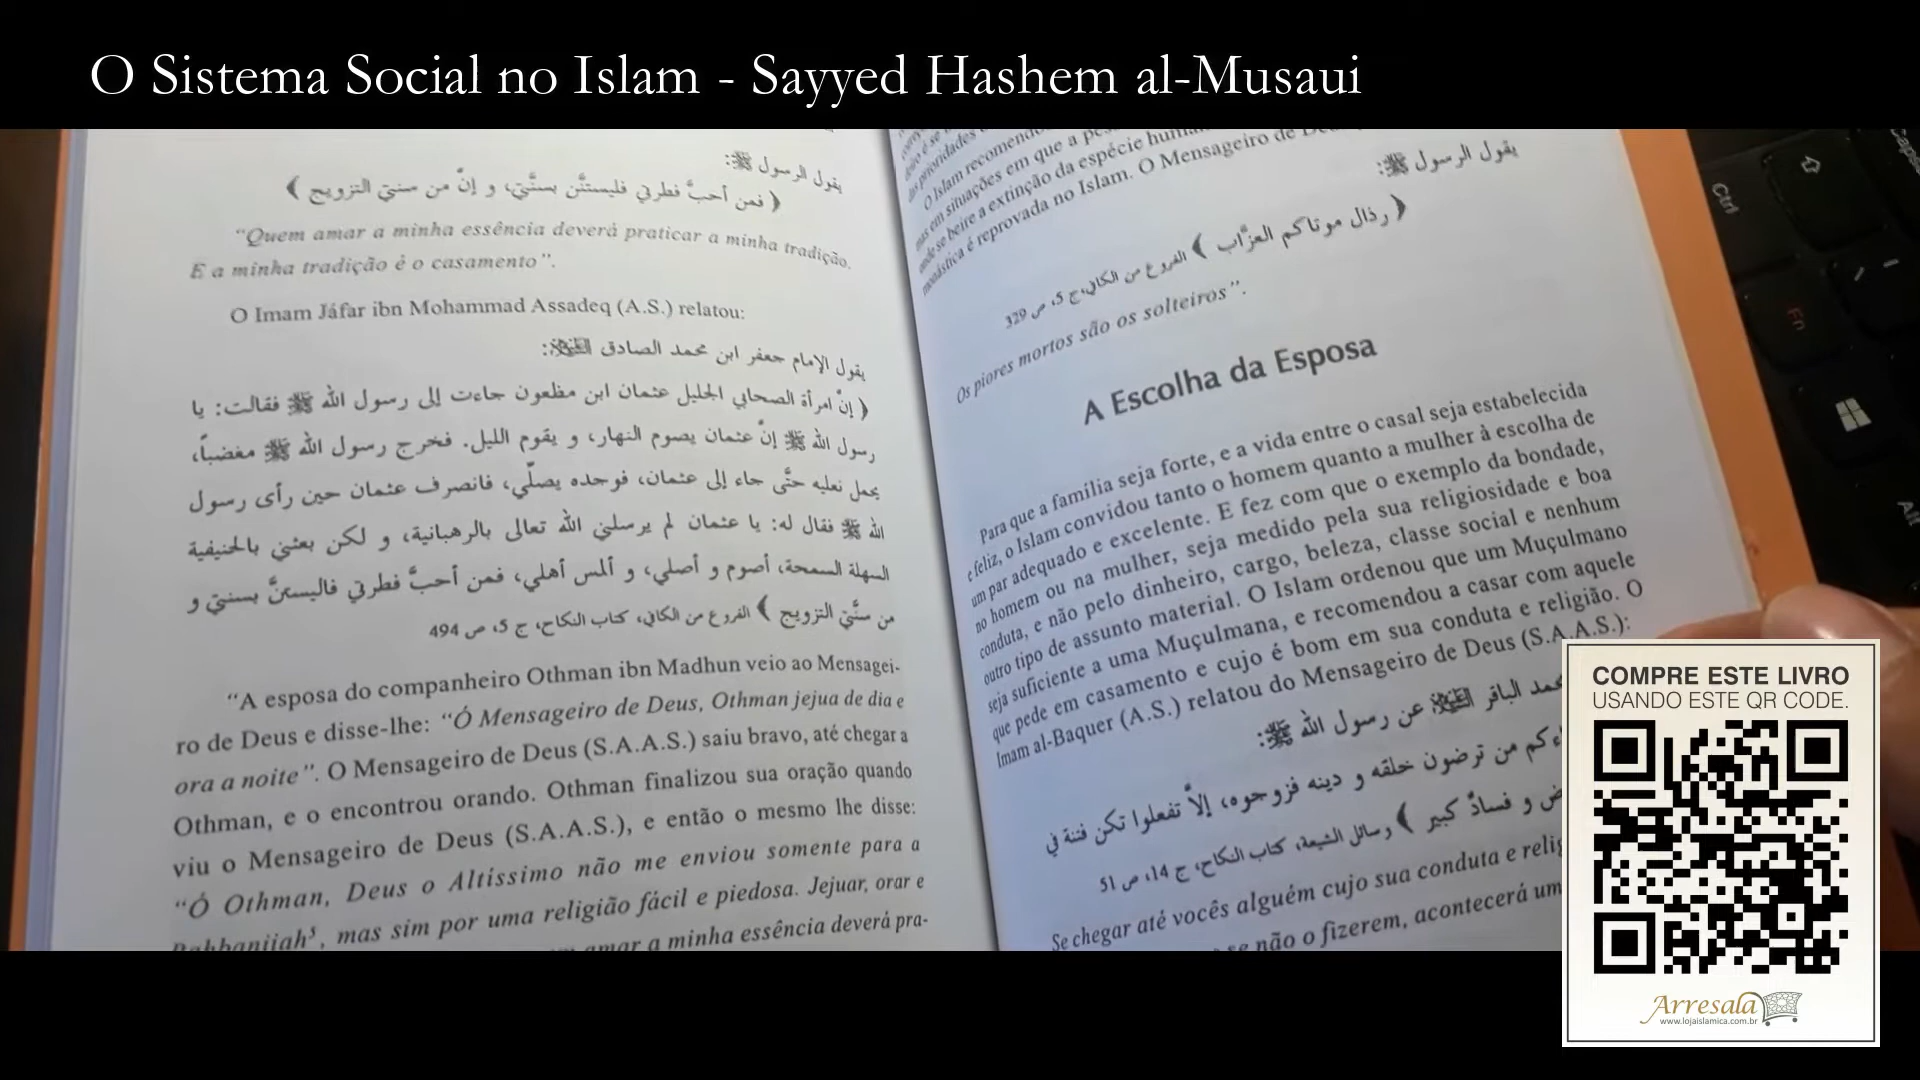 O Sistema Social no Islam - Sayyed Hashem al-Musaui
يقول الرسول ﷺ:
﴿ فمن أحبَّ فطرتي فليستنَّ بسنَّتي، و إنَّ من سنتي التزويج ﴾
“Quem amar a minha essência deverá praticar a minha tradição.
E a minha tradição é o casamento”.
O Imam Jáfar ibn Mohammad Assadeq (A.S.) relatou:
يقول الإمام جعفر ابن محمد الصادق :
﴿ إنَّ امرأة الصحابي الجليل عثمان ابن مظعون جاءت إلى رسول الله ﷺ فقالت: يا
رسول الله ﷺ إنَّ عثمان يصوم النهار، و يقوم الليل. فخرج رسول الله ﷺ مغضباً،
يحمل نعليه حتَّى جاء إلى عثمان، فوجده يصلّي، فانصرف عثمان حين رأى رسول
الله ﷺ فقال له: يا عثمان لم يرسلني الله تعالى بالرهبانية، و لكن بعثني بالحنيفية
السهلة السمحة، أصوم و أصلي، و ألمس أهلي، فمن أحبَّ فطرتي فاليستنَّ بسنتي و
من سنَّتي التزويج ﴾ الفروع من الكافي، كتاب النكاح، ج 5، ص 494
“A esposa do companheiro Othman ibn Madhun veio ao Mensagei-
ro de Deus e disse-lhe: “Ó Mensageiro de Deus, Othman jejua de dia e
ora a noite”. O Mensageiro de Deus (S.A.A.S.) saiu bravo, até chegar a
Othman, e o encontrou orando. Othman finalizou sua oração quando
viu o Mensageiro de Deus (S.A.A.S.), e então o mesmo lhe disse:
“Ó Othman, Deus o Altíssimo não me enviou somente para a
Rahbaniiah⁵, mas sim por uma religião fácil e piedosa. Jejuar, orar e
amar a minha essência deverá pra-
prioridades
O Islam recomendo
mas em situações em que a pes
onde se beire a extinção da espécie huma
monástica é reprovada no Islam. O Mensageiro de
يقول الرسول ﷺ:
﴿ رذال موتاكم العزَّاب ﴾ الفروع من الكافي، ج 5، ص 329
Os piores mortos são os solteiros”.
A Escolha da Esposa
Para que a família seja forte, e a vida entre o casal seja estabelecida
e feliz, o Islam convidou tanto o homem quanto a mulher à escolha de
um par adequado e excelente. E fez com que o exemplo da bondade,
no homem ou na mulher, seja medido pela sua religiosidade e boa
conduta, e não pelo dinheiro, cargo, beleza, classe social e nenhum
outro tipo de assunto material. O Islam ordenou que um Muçulmano
seja suficiente a uma Muçulmana, e recomendou a casar com aquele
que pede em casamento e cujo é bom em sua conduta e religião. O
Imam al-Baquer (A.S.) relatou do Mensageiro de Deus (S.A.A.S.):
محمد الباقر عن رسول الله ﷺ:
ءكم من ترضون خلقه و دينه فزوجوه، إلاَّ تفعلوا تكن فتنة في
ض و فسادٌ كبير ﴾ وسائل الشيعة، كتاب النكاح، ج 14، ص 51
Se chegar até vocês alguém cujo sua conduta e relig
se não o fizerem, acontecerá um
Ctrl
Fn
Alt
COMPRE ESTE LIVRO
USANDO ESTE QR CODE.
Arresala
www.lojaislamica.com.br